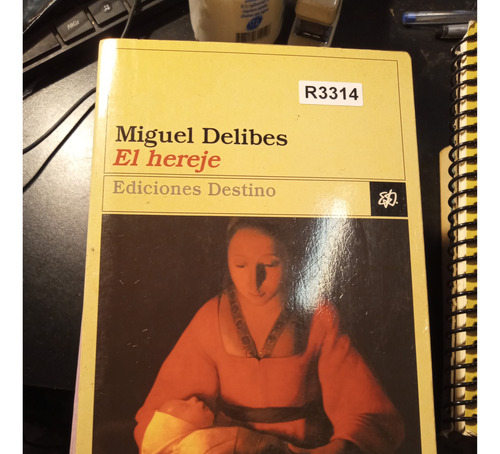 R3314
Miguel Delibes
El hereje
Ediciones Destino